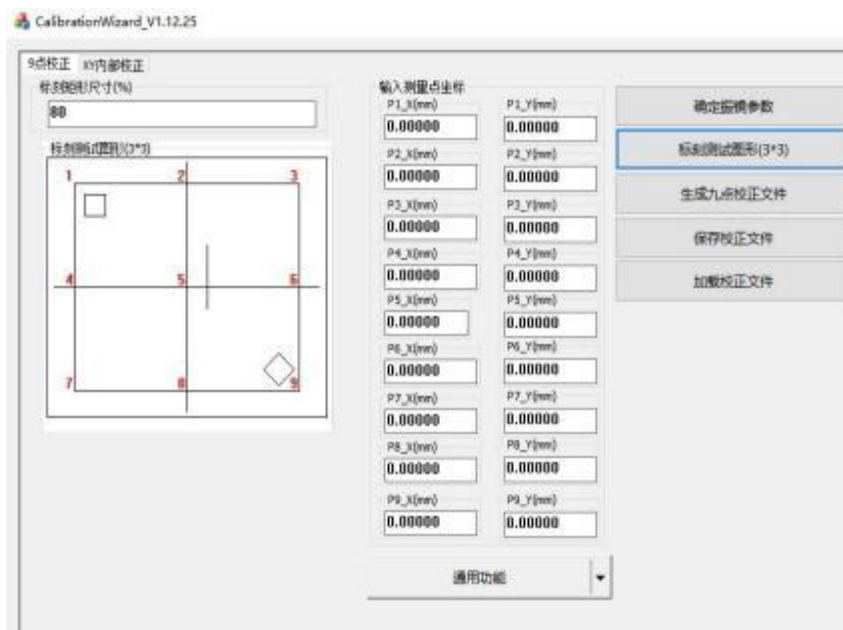 CalibrationWizard_V1.12.25
9点校正 XY内部校正
标刻矩形尺寸(%)
80
标刻测试图形(3*3)
1 2 3
4 5 6
7 8 9
输入测量点坐标
P1_X(mm) P1_Y(mm)
0.00000 0.00000
P2_X(mm) P2_Y(mm)
0.00000 0.00000
P3_X(mm) P3_Y(mm)
0.00000 0.00000
P4_X(mm) P4_Y(mm)
0.00000 0.00000
P5_X(mm) P5_Y(mm)
0.00000 0.00000
P6_X(mm) P6_Y(mm)
0.00000 0.00000
P7_X(mm) P7_Y(mm)
0.00000 0.00000
P8_X(mm) P8_Y(mm)
0.00000 0.00000
P9_X(mm) P9_Y(mm)
0.00000 0.00000
通用功能
确定振镜参数
标刻测试图形(3*3)
生成九点校正文件
保存校正文件
加载校正文件